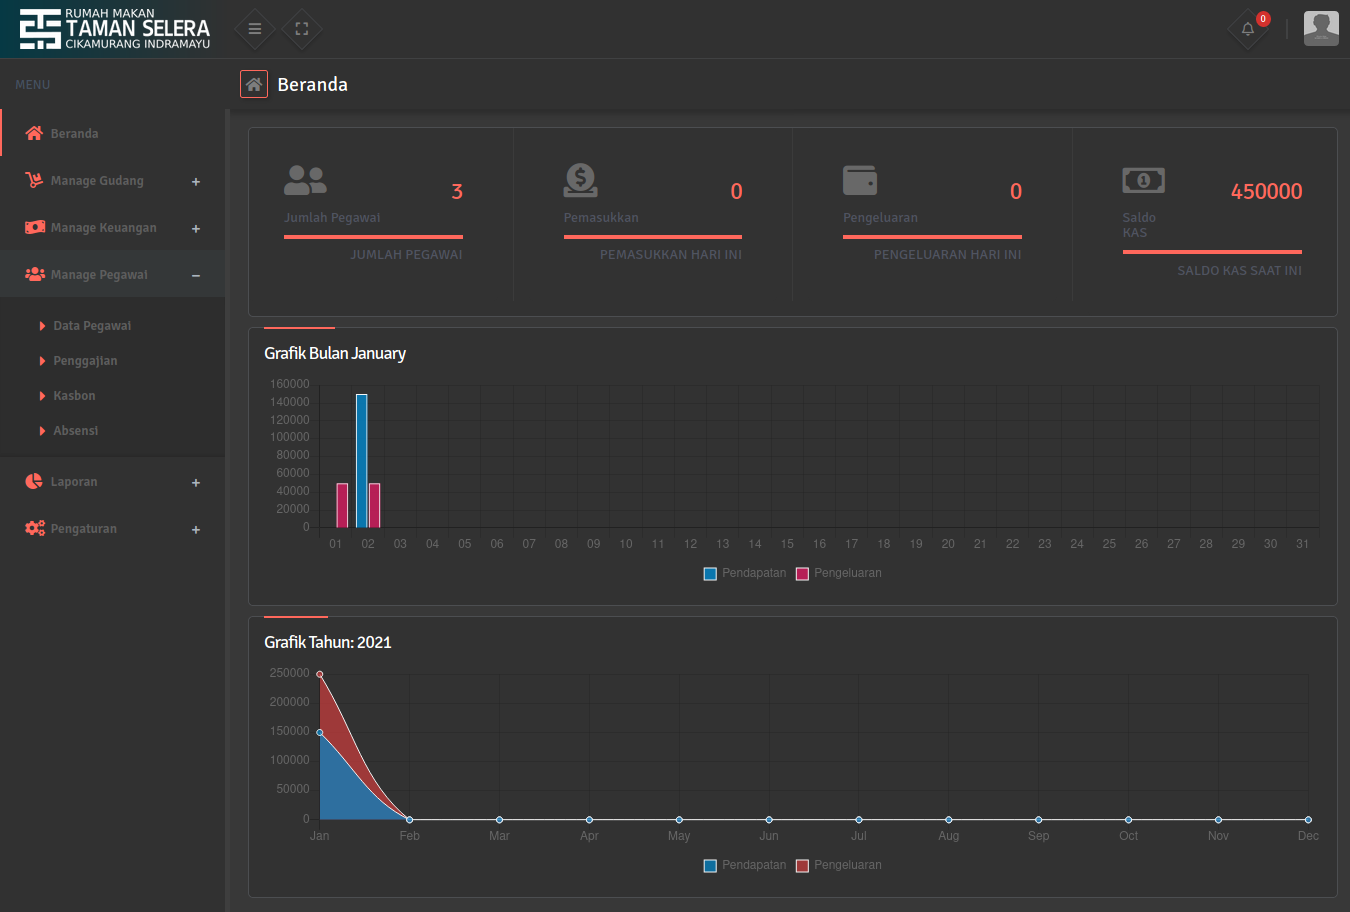 RUMAH MAKAN
TAMAN SELERA
CIKAMURANG INDRAMAYU
0
MENU
Beranda
Beranda
Manage Gudang +
Manage Keuangan +
Manage Pegawai –
Data Pegawai
Penggajian
Kasbon
Absensi
Laporan +
Pengaturan +
3
Jumlah Pegawai
JUMLAH PEGAWAI
0
Pemasukkan
PEMASUKKAN HARI INI
0
Pengeluaran
PENGELUARAN HARI INI
450000
Saldo
KAS
SALDO KAS SAAT INI
Grafik Bulan January
160000
140000
120000
100000
80000
60000
40000
20000
0
01 02 03 04 05 06 07 08 09 10 11 12 13 14 15 16 17 18 19 20 21 22 23 24 25 26 27 28 29 30 31
Pendapatan Pengeluaran
Grafik Tahun: 2021
250000
200000
150000
100000
50000
0
Jan Feb Mar Apr May Jun Jul Aug Sep Oct Nov Dec
Pendapatan Pengeluaran